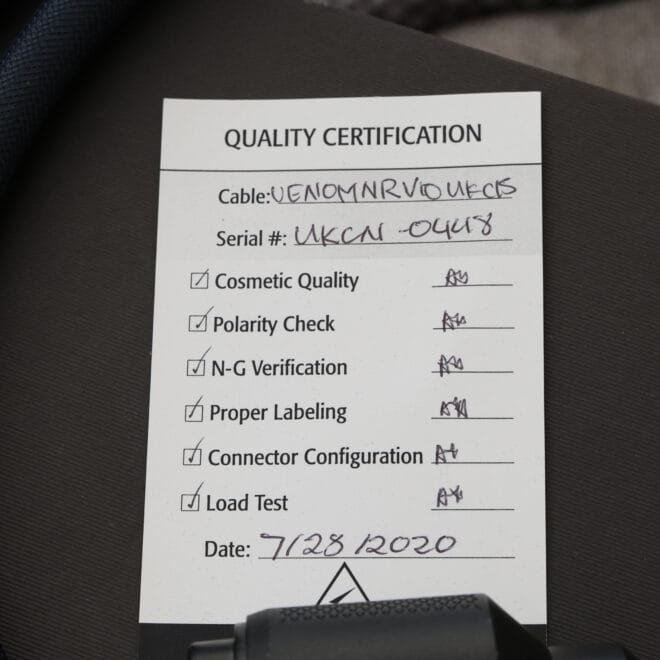 QUALITY CERTIFICATION
Cable: VENOMNRV10UKC15
Serial #: UKCN -0448
☑ Cosmetic Quality
☑ Polarity Check
☑ N-G Verification
☑ Proper Labeling
☑ Connector Configuration
☑ Load Test
Date: 7/28/2020